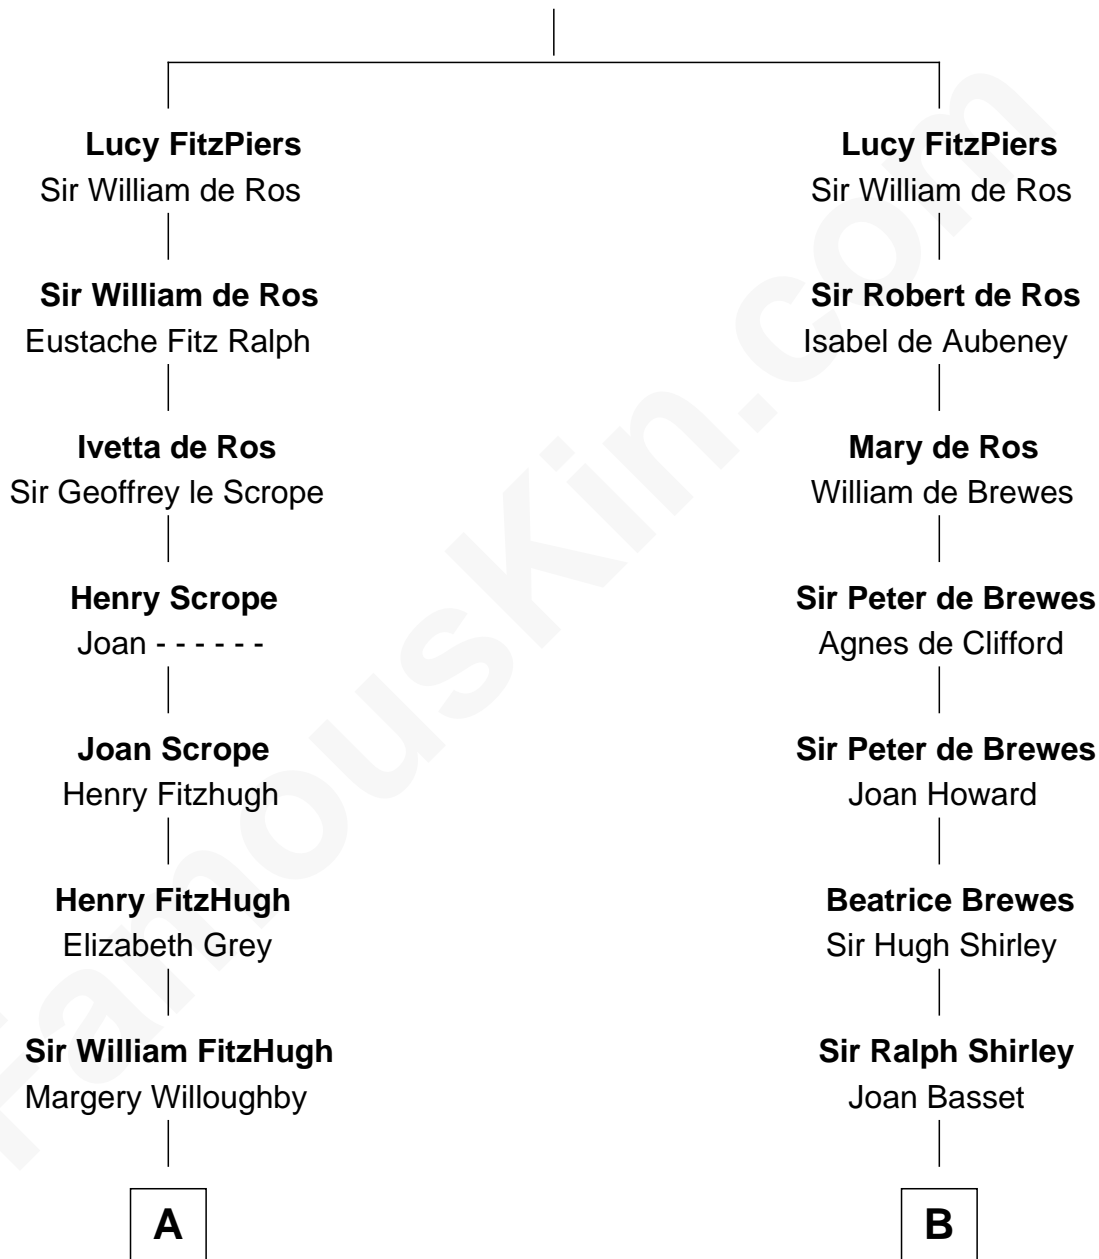 Lucy FitzPiers
Sir William de Ros
Sir William de Ros
Eustache Fitz Ralph
Ivetta de Ros
Sir Geoffrey le Scrope
Henry Scrope
Joan - - - - - -
Joan Scrope
Henry Fitzhugh
Henry FitzHugh
Elizabeth Grey
Sir William FitzHugh
Margery Willoughby
A
Lucy FitzPiers
Sir William de Ros
Sir Robert de Ros
Isabel de Aubeney
Mary de Ros
William de Brewes
Sir Peter de Brewes
Agnes de Clifford
Sir Peter de Brewes
Joan Howard
Beatrice Brewes
Sir Hugh Shirley
Sir Ralph Shirley
Joan Basset
B
FamousKin.com